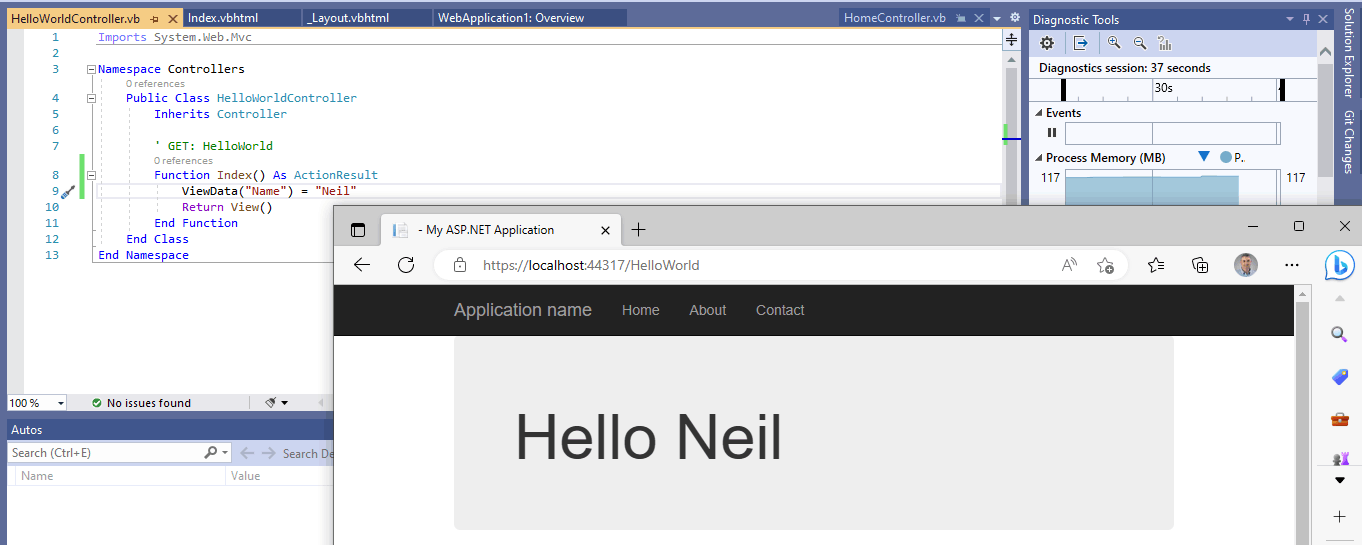 HelloWorldController.vb
Index.vbhtml
_Layout.vbhtml
WebApplication1: Overview
HomeController.vb
1 Imports System.Web.Mvc
2
3 Namespace Controllers
0 references
4 Public Class HelloWorldController
5 Inherits Controller
6
7 ' GET: HelloWorld
0 references
8 Function Index() As ActionResult
9 ViewData("Name") = "Neil"
10 Return View()
11 End Function
12 End Class
13 End Namespace
100 %
No issues found
Autos
Search (Ctrl+E)
Search De
Name
Value
Diagnostic Tools
Diagnostics session: 37 seconds
30s
Events
Process Memory (MB)
P..
117
117
Solution Explorer
Git Changes
- My ASP.NET Application
https://localhost:44317/HelloWorld
Application name
Home
About
Contact
Hello Neil